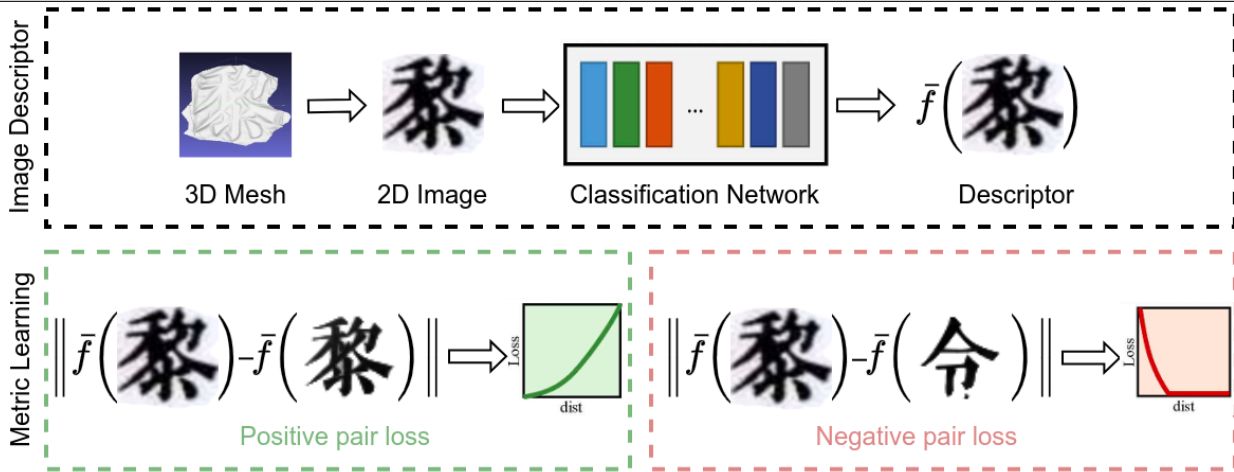 Image Descriptor
黎
黎
...
f̄(黎)
3D Mesh
2D Image
Classification Network
Descriptor
Metric Learning
‖f̄(黎)−f̄(黎)‖
Loss
dist
Positive pair loss
‖f̄(黎)−f̄(令)‖
Loss
dist
Negative pair loss